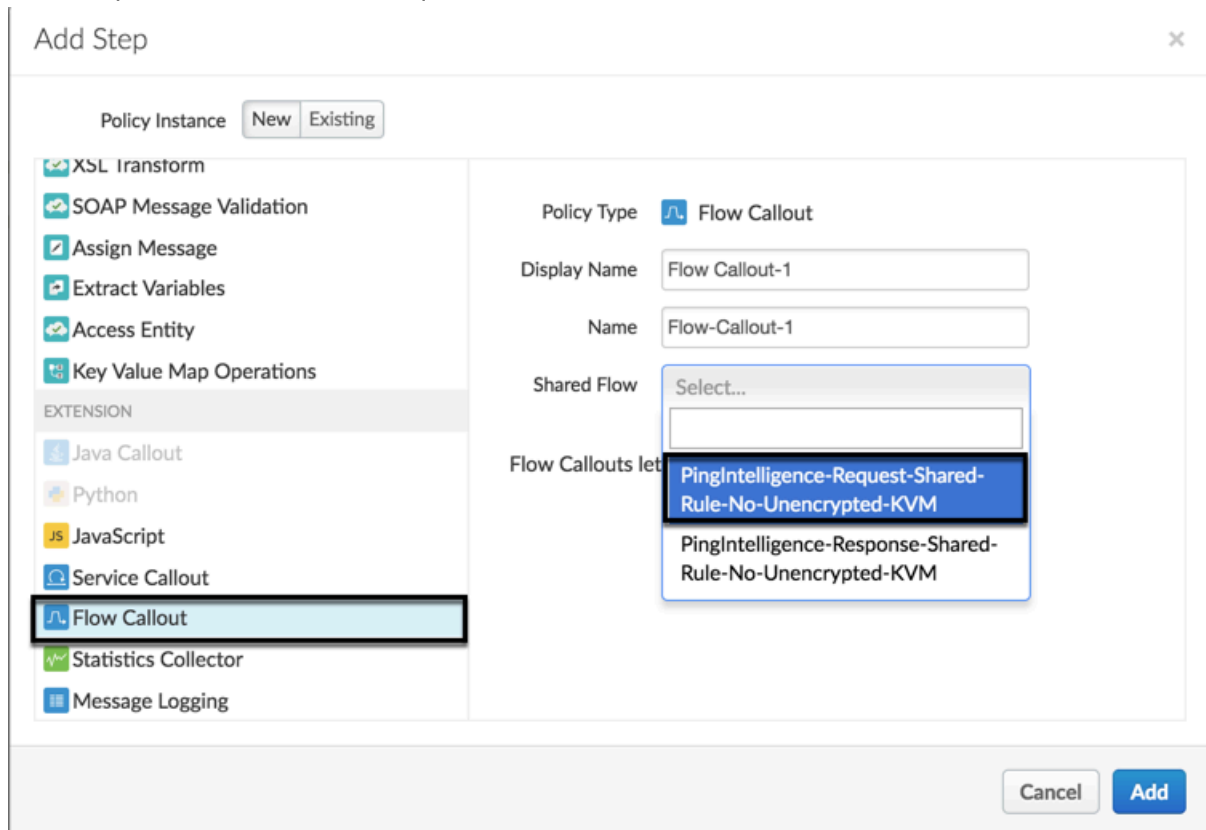 Add Step
×
Policy Instance New Existing
XSL Transform
SOAP Message Validation
Assign Message
Extract Variables
Access Entity
Key Value Map Operations
EXTENSION
Java Callout
Python
JS JavaScript
Service Callout
Flow Callout
Statistics Collector
Message Logging
Policy Type Flow Callout
Display Name Flow Callout-1
Name Flow-Callout-1
Shared Flow Select...
Flow Callouts let
PingIntelligence-Request-Shared-
Rule-No-Unencrypted-KVM
PingIntelligence-Response-Shared-
Rule-No-Unencrypted-KVM
Cancel Add